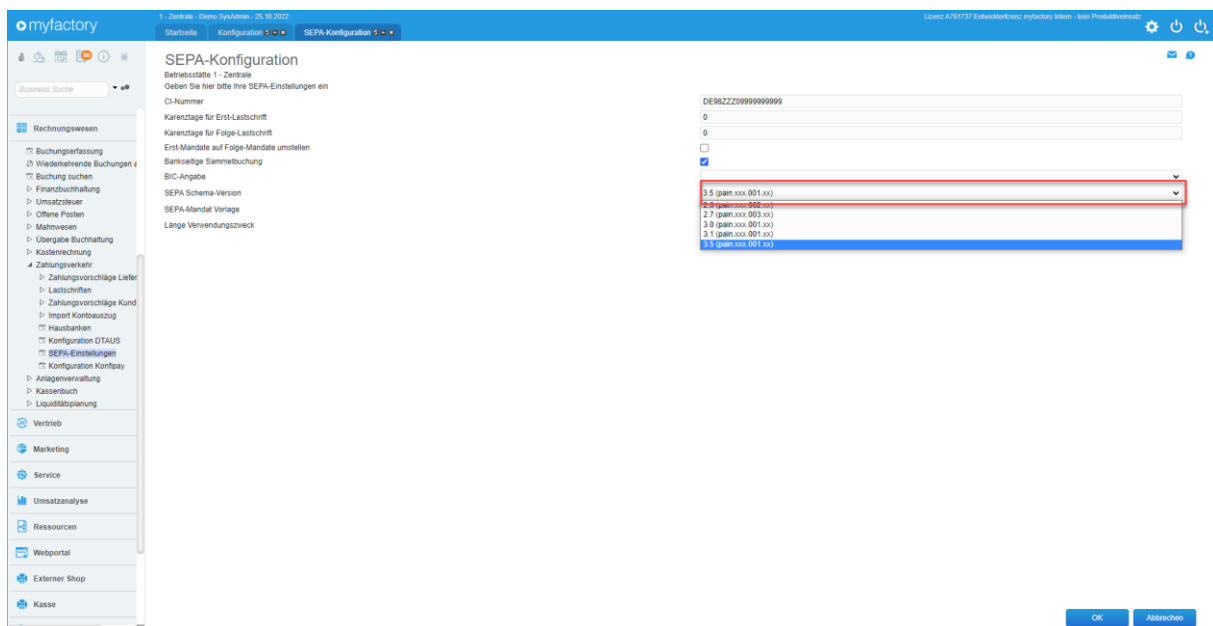 myfactory
1 - Zentrale - Demo SysAdmin - 25.10.2022
Lizenz A761737 Entwicklerlizenz myfactory Intern - kein Produktiveinsatz
Startseite
Konfiguration
SEPA-Konfiguration
Business Suche
Rechnungswesen
Buchungserfassung
Wiederkehrende Buchungen a
Buchung suchen
Finanzbuchhaltung
Umsatzsteuer
Offene Posten
Mahnwesen
Übergabe Buchhaltung
Kostenrechnung
Zahlungsverkehr
Zahlungsvorschläge Liefer
Lastschriften
Zahlungsvorschläge Kund
Import Kontoauszug
Hausbanken
Konfiguration DTAUS
SEPA-Einstellungen
Konfiguration Konfipay
Anlagenverwaltung
Kassenbuch
Liquiditätsplanung
Vertrieb
Marketing
Service
Umsatzanalyse
Ressourcen
Webportal
Externer Shop
Kasse
SEPA-Konfiguration
Betriebsstätte 1 - Zentrale
Geben Sie hier bitte Ihre SEPA-Einstellungen ein
CI-Nummer DE98ZZZ09999999999
Karenztage für Erst-Lastschrift 0
Karenztage für Folge-Lastschrift 0
Erst-Mandate auf Folge-Mandate umstellen
Bankseitige Sammelbuchung
BIC-Angabe
SEPA Schema-Version 3.5 (pain.xxx.001.xx)
SEPA-Mandat Vorlage
Länge Verwendungszweck
(pain.xxx.002.xx)
2.7 (pain.xxx.003.xx)
3.0 (pain.xxx.001.xx)
3.1 (pain.xxx.001.xx)
3.5 (pain.xxx.001.xx)
OK Abbrechen